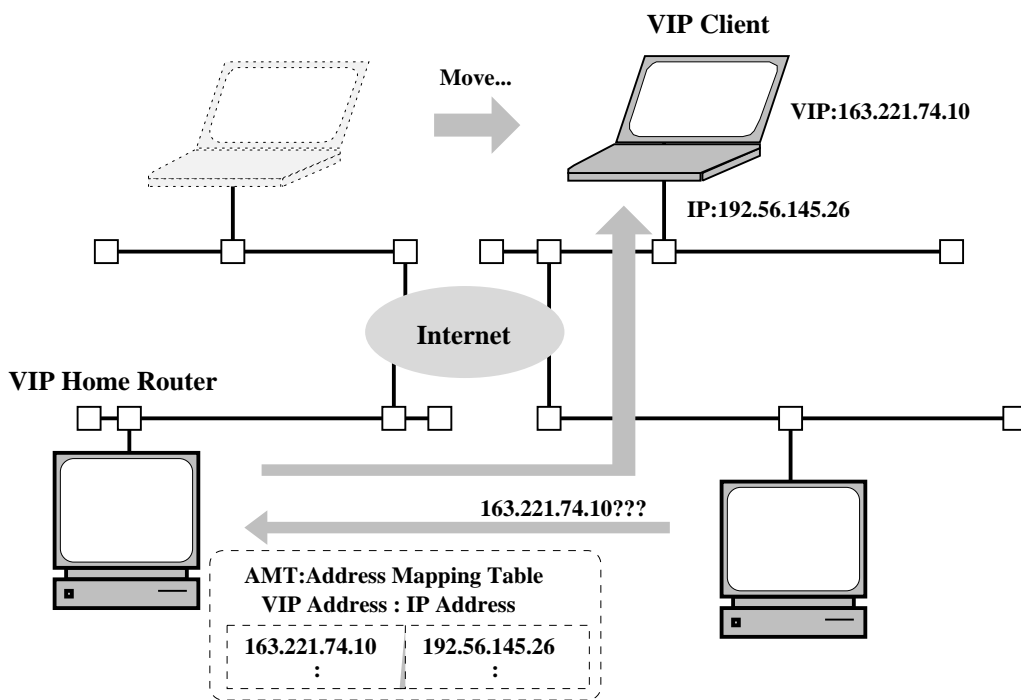 VIP Client
Move...
VIP:163.221.74.10
IP:192.56.145.26
Internet
VIP Home Router
163.221.74.10???
AMT:Address Mapping Table
VIP Address : IP Address
163.221.74.10 192.56.145.26
: :